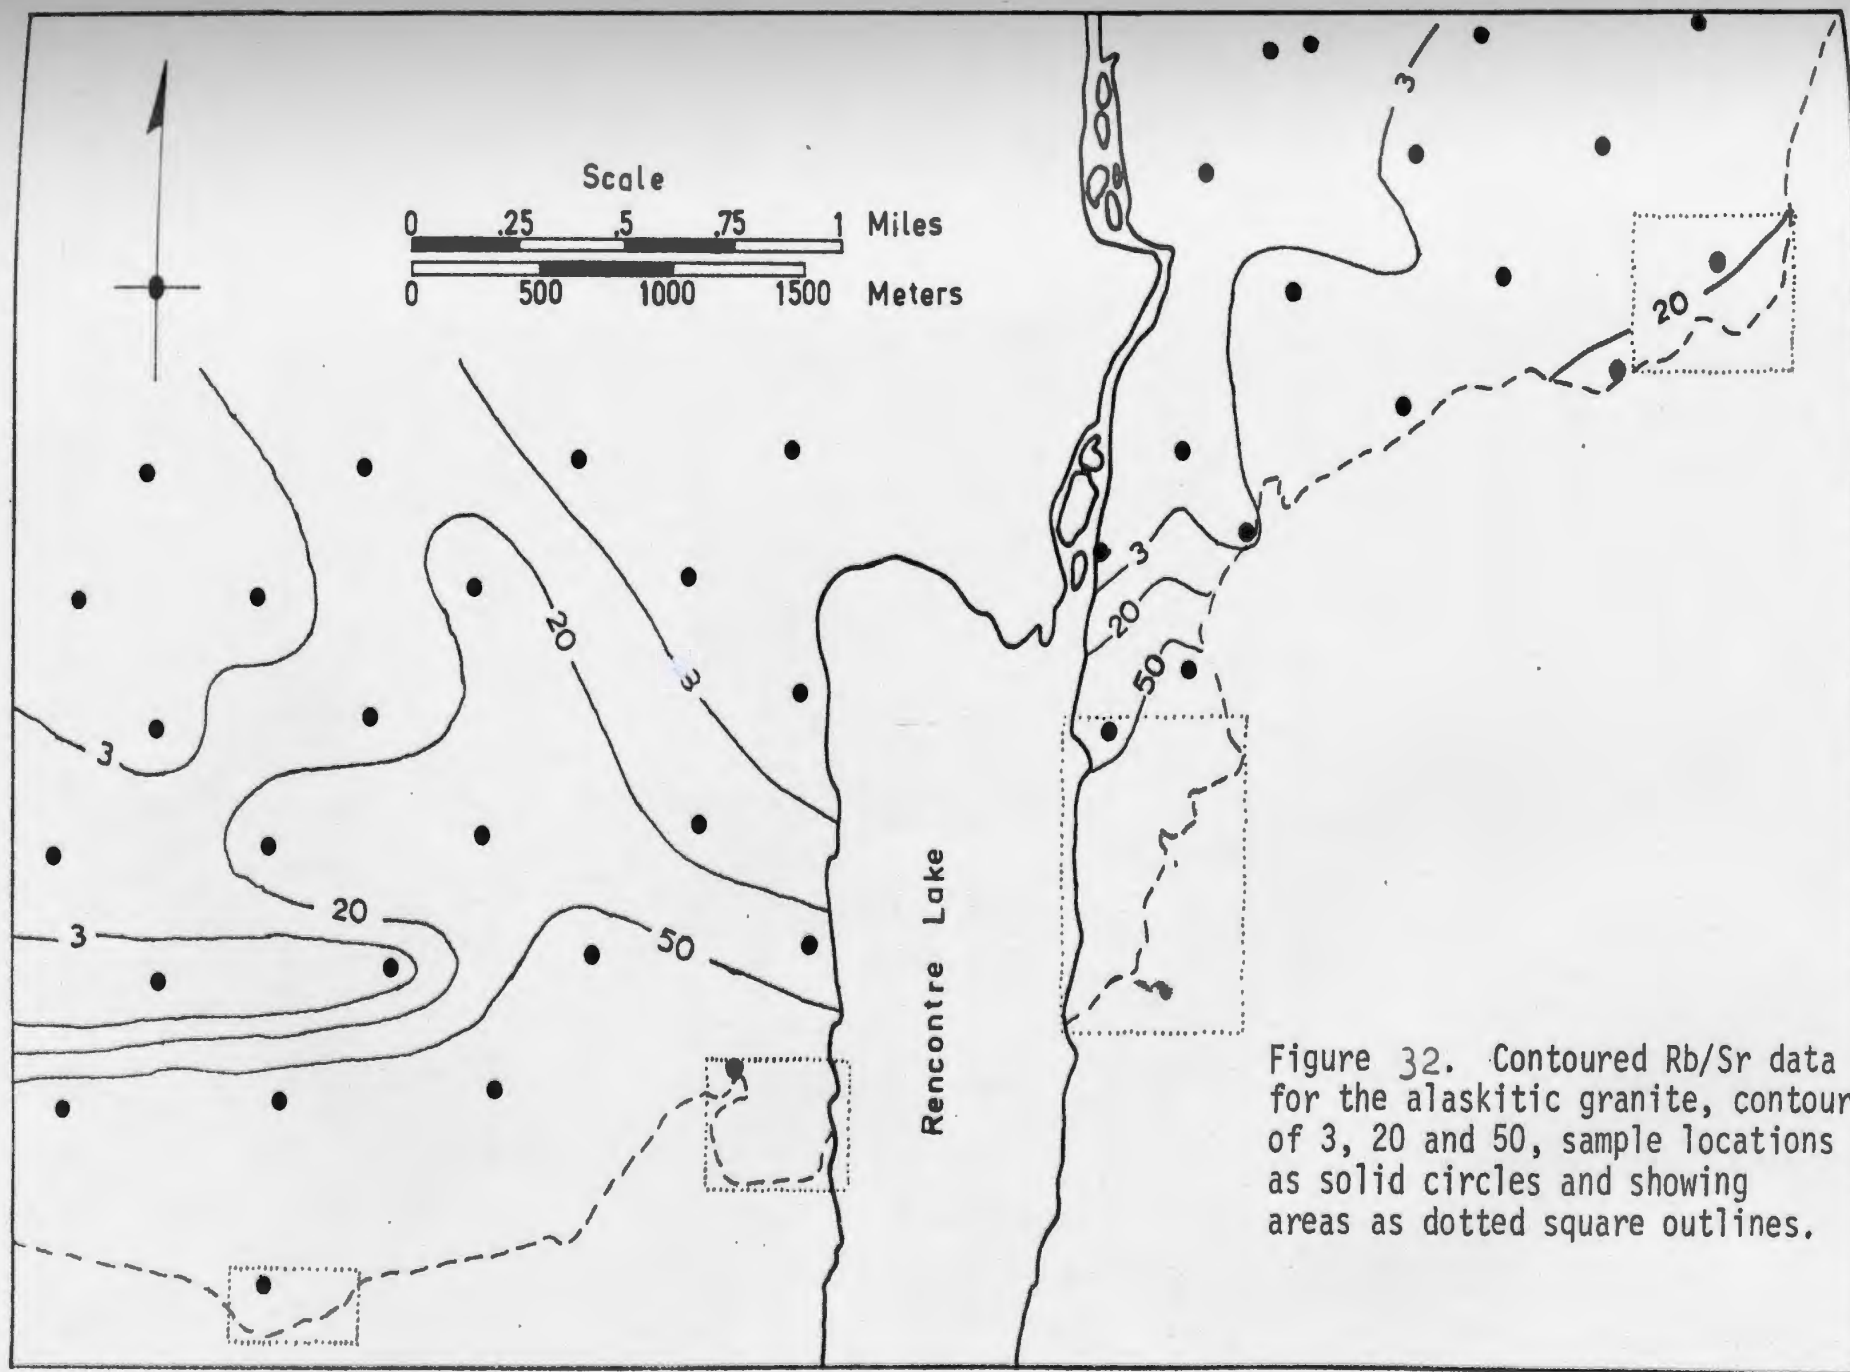 Scale
0 .25 .5 .75 1 Miles
0 500 1000 1500 Meters
3
20
3
20
3
3
20
50
20
3
3
20
50
Rencontre Lake
Figure 32. Contoured Rb/Sr data
for the alaskitic granite, contour
of 3, 20 and 50, sample locations
as solid circles and showing
areas as dotted square outlines.